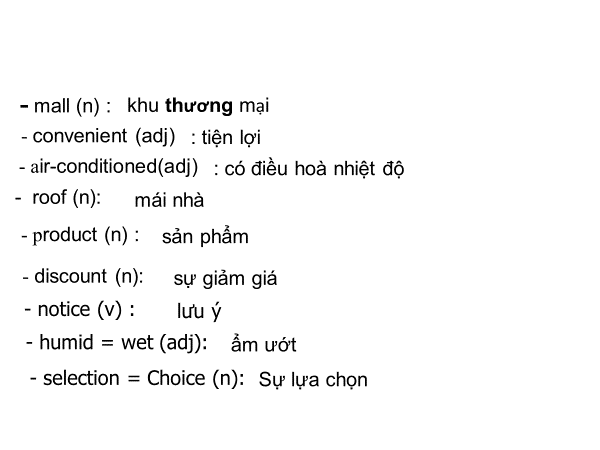 - mall (n) : khu thương mại
- convenient (adj) : tiện lợi
- air-conditioned(adj) : có điều hoà nhiệt độ
- roof (n): mái nhà
- product (n) : sản phẩm
- discount (n): sự giảm giá
- notice (v) : lưu ý
- humid = wet (adj): ẩm ướt
- selection = Choice (n): Sự lựa chọn